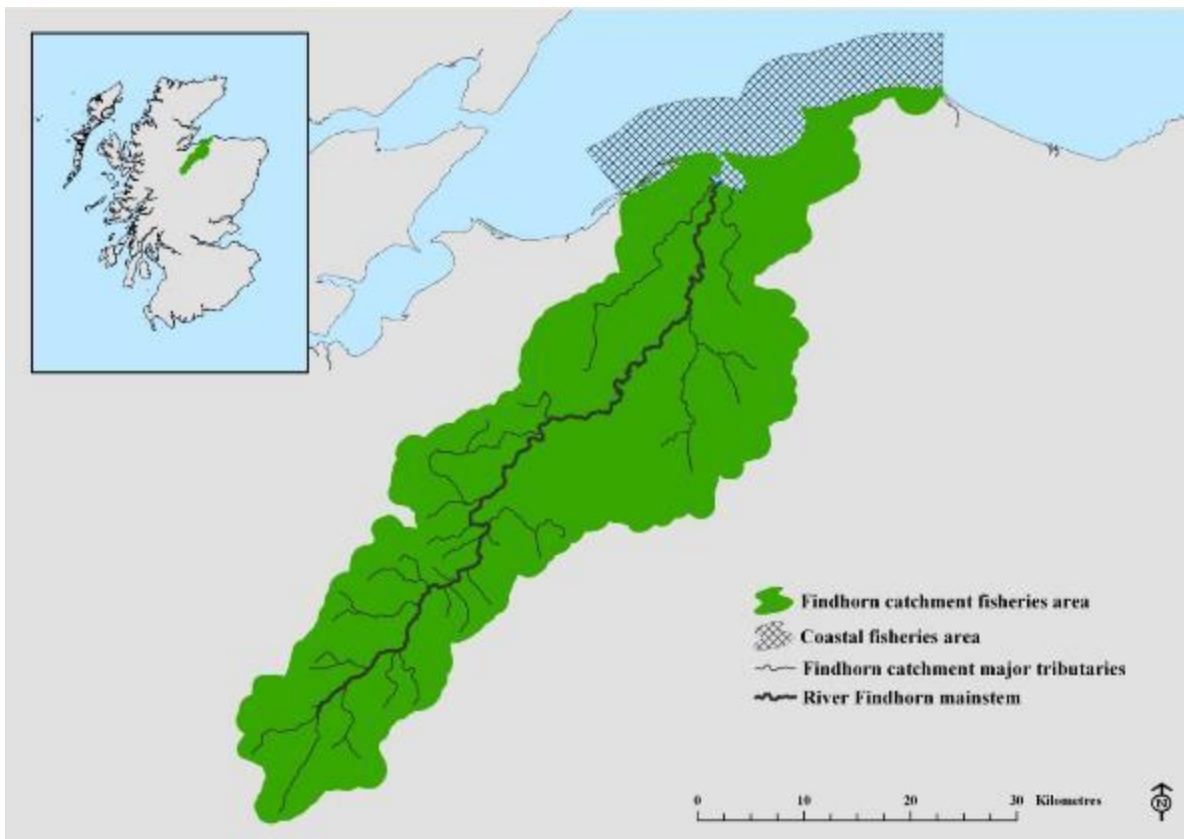 Findhorn catchment fisheries area
Coastal fisheries area
Findhorn catchment major tributaries
River Findhorn mainstem
0 10 20 30 Kilometres
N